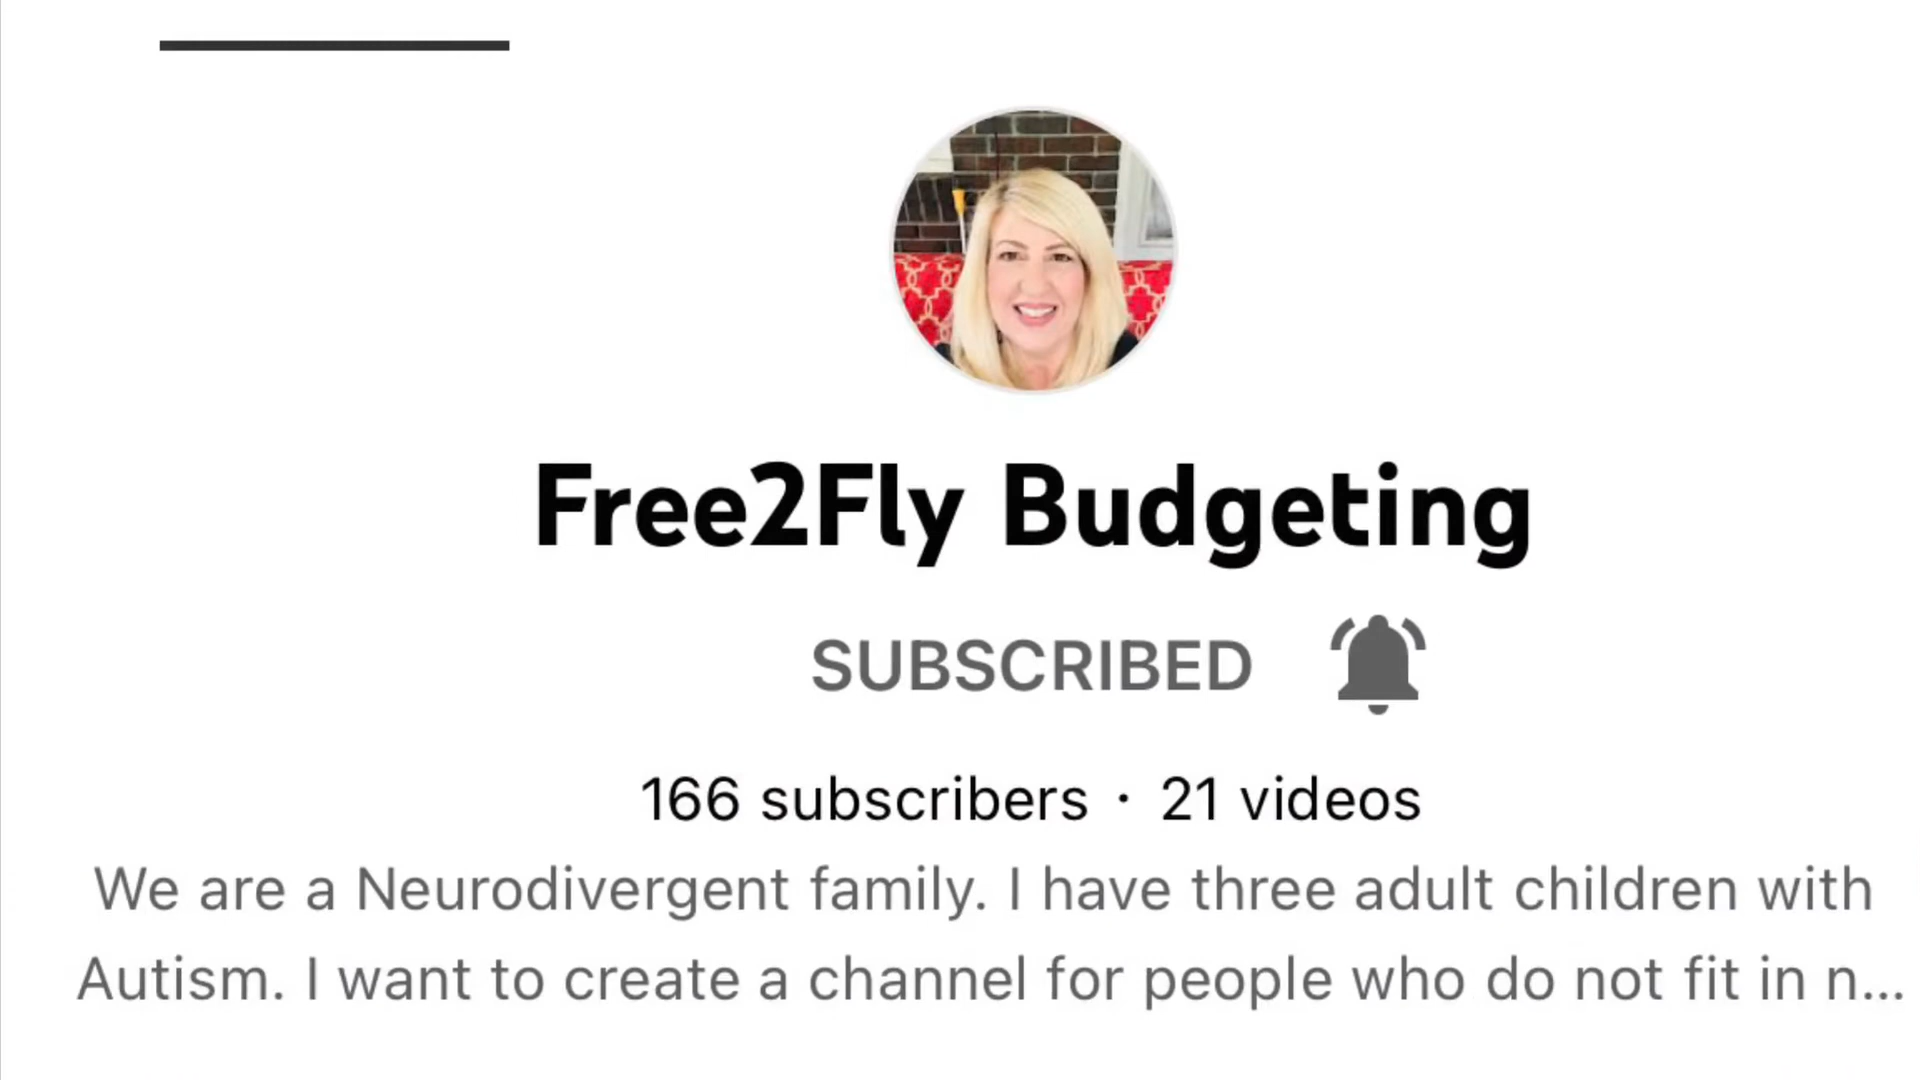 Free2Fly Budgeting
SUBSCRIBED
166 subscribers · 21 videos
We are a Neurodivergent family. I have three adult children with
Autism. I want to create a channel for people who do not fit in n...